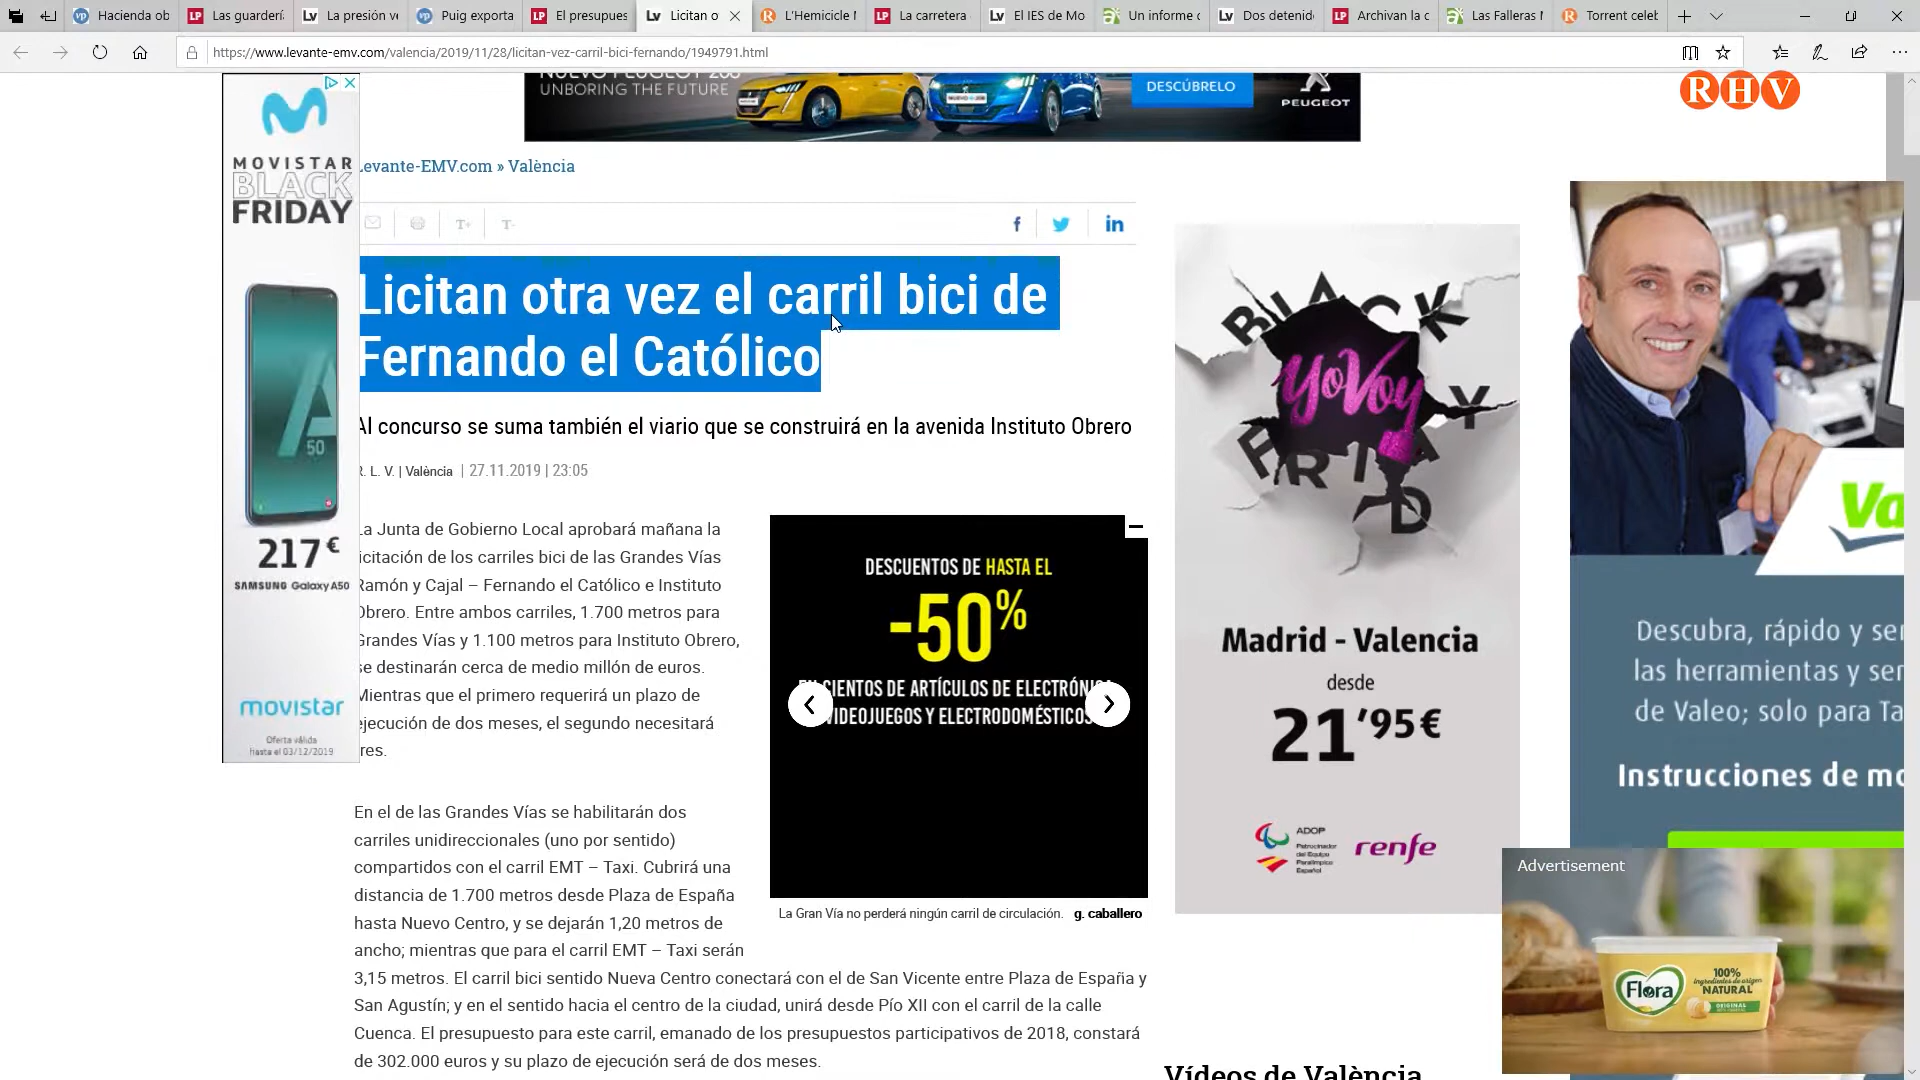 Hacienda ob
Las guarderí
La presión v
Puig exporta
El presupues
Licitan o
L'Hemicicle
La carretera
El IES de Mo
Un informe
Dos detenid
Archivan la
Las Falleras
Torrent celeb
https://www.levante-emv.com/valencia/2019/11/28/licitan-vez-carril-bici-fernando/1949791.html
UNBORING THE FUTURE
DESCÚBRELO
PEUGEOT
RHV
MOVISTAR
BLACK
FRIDAY
A
50
217€
SAMSUNG Galaxy A50
movistar
Oferta válida
hasta el 03/12/2019
Levante-EMV.com » València
T+ T-
Licitan otra vez el carril bici de
Fernando el Católico
Al concurso se suma también el viario que se construirá en la avenida Instituto Obrero
R. L. V. | València | 27.11.2019 | 23:05
La Junta de Gobierno Local aprobará mañana la
licitación de los carriles bici de las Grandes Vías
Ramón y Cajal – Fernando el Católico e Instituto
Obrero. Entre ambos carriles, 1.700 metros para
Grandes Vías y 1.100 metros para Instituto Obrero,
se destinarán cerca de medio millón de euros.
Mientras que el primero requerirá un plazo de
ejecución de dos meses, el segundo necesitará
tres.
En el de las Grandes Vías se habilitarán dos
carriles unidireccionales (uno por sentido)
compartidos con el carril EMT – Taxi. Cubrirá una
distancia de 1.700 metros desde Plaza de España
hasta Nuevo Centro, y se dejarán 1,20 metros de
ancho; mientras que para el carril EMT – Taxi serán
3,15 metros. El carril bici sentido Nueva Centro conectará con el de San Vicente entre Plaza de España y
San Agustín; y en el sentido hacia el centro de la ciudad, unirá desde Pío XII con el carril de la calle
Cuenca. El presupuesto para este carril, emanado de los presupuestos participativos de 2018, constará
de 302.000 euros y su plazo de ejecución será de dos meses.
DESCUENTOS DE HASTA EL
-50%
EN CIENTOS DE ARTÍCULOS DE ELECTRÓNICA
VIDEOJUEGOS Y ELECTRODOMÉSTICOS
La Gran Vía no perderá ningún carril de circulación. g. caballero
BLACK
yoVoy
FRIDAY
Madrid - Valencia
desde
21'95€
ADOP
Patrocinador
del Equipo
Paralímpico
Español
renfe
Va
Descubra, rápido y se
las herramientas y ser
de Valeo; solo para Ta
Instrucciones de mo
Advertisement
Flora
100%
ingredientes de origen
NATURAL
ORIGINAL
Vídeos de València